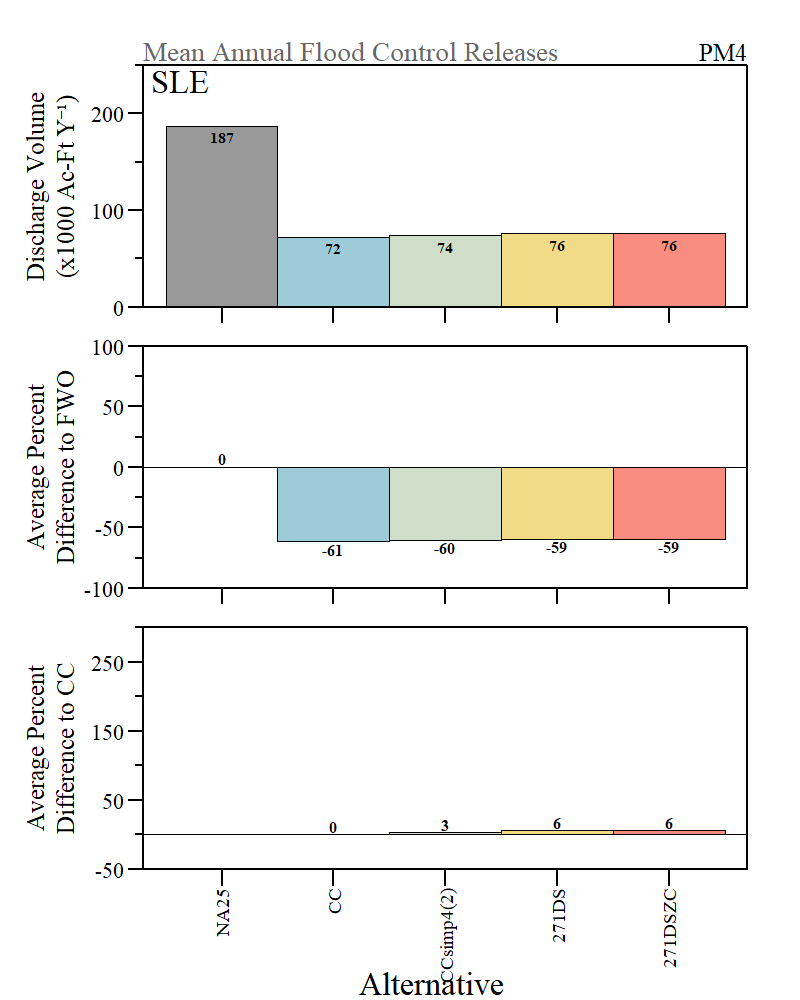 Mean Annual Flood Control Releases
PM4
SLE
Discharge Volume
(x1000 Ac-Ft Y⁻¹)
200
100
0
187
72
74
76
76
Average Percent
Difference to FWO
100
50
0
-50
-100
0
-61
-60
-59
-59
Average Percent
Difference to CC
250
150
50
-50
0
3
6
6
NA25
CC
CCsimp4(2)
271DS
271DSZC
Alternative